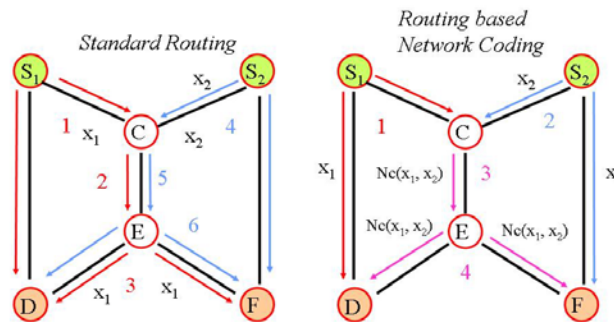 Standard Routing
S1
S2
x2
1
x1
C
x2
4
2
5
E
6
x1
3
x1
D
F
Routing based
Network Coding
S1
x2
S2
1
2
C
x1
Nc(x1, x2)
3
x
Nc(x1, x2)
E
Nc(x1, x2)
4
D
F